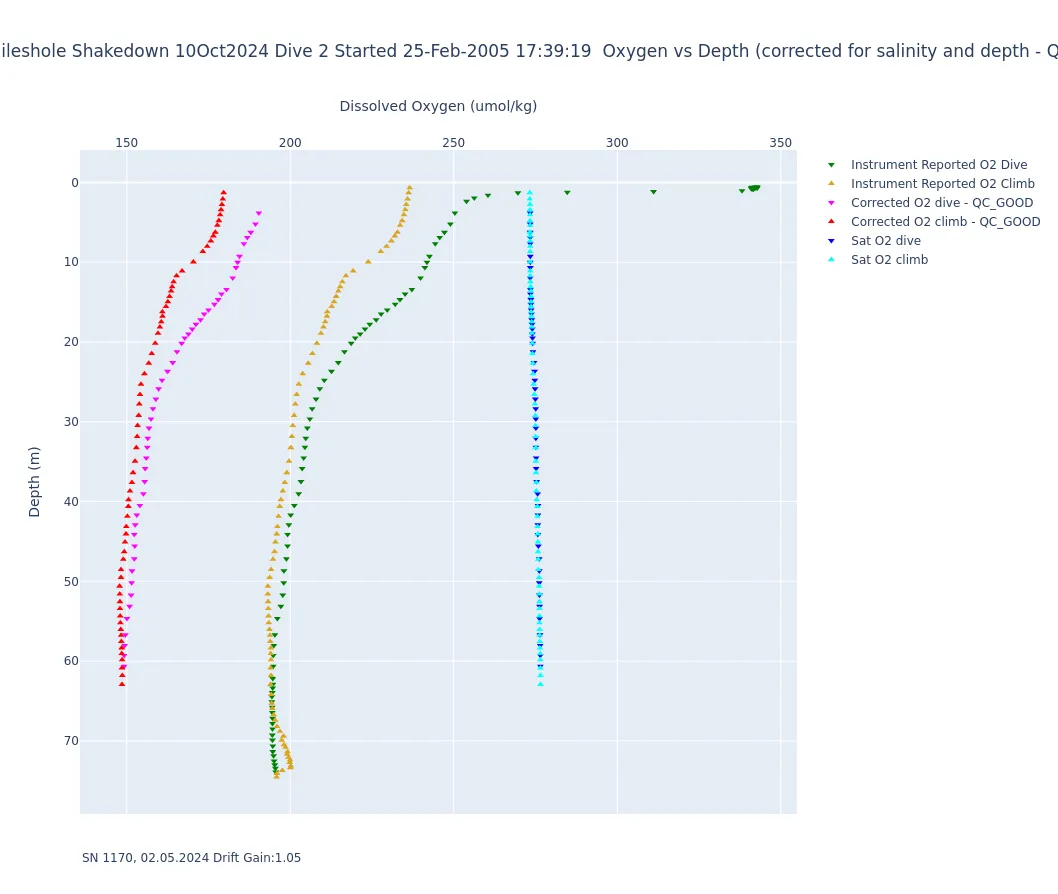 ileshole Shakedown 10Oct2024 Dive 2 Started 25-Feb-2005 17:39:19 Oxygen vs Depth (corrected for salinity and depth - Q
Dissolved Oxygen (umol/kg)
150 200 250 300 350
0
10
20
30
40
50
60
70
Depth (m)
Instrument Reported O2 Dive
Instrument Reported O2 Climb
Corrected O2 dive - QC_GOOD
Corrected O2 climb - QC_GOOD
Sat O2 dive
Sat O2 climb
SN 1170, 02.05.2024 Drift Gain:1.05